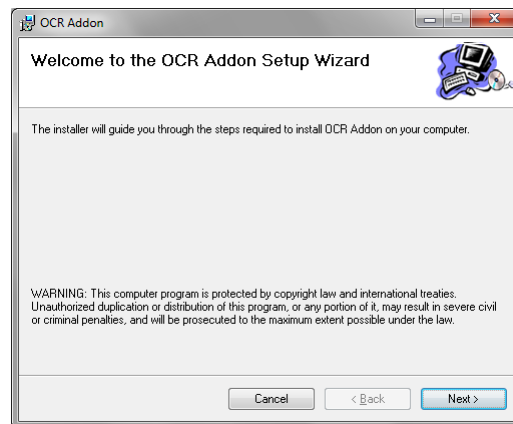 OCR Addon
Welcome to the OCR Addon Setup Wizard
The installer will guide you through the steps required to install OCR Addon on your computer.
WARNING: This computer program is protected by copyright law and international treaties.
Unauthorized duplication or distribution of this program, or any portion of it, may result in severe civil
or criminal penalties, and will be prosecuted to the maximum extent possible under the law.
Cancel
< Back
Next >